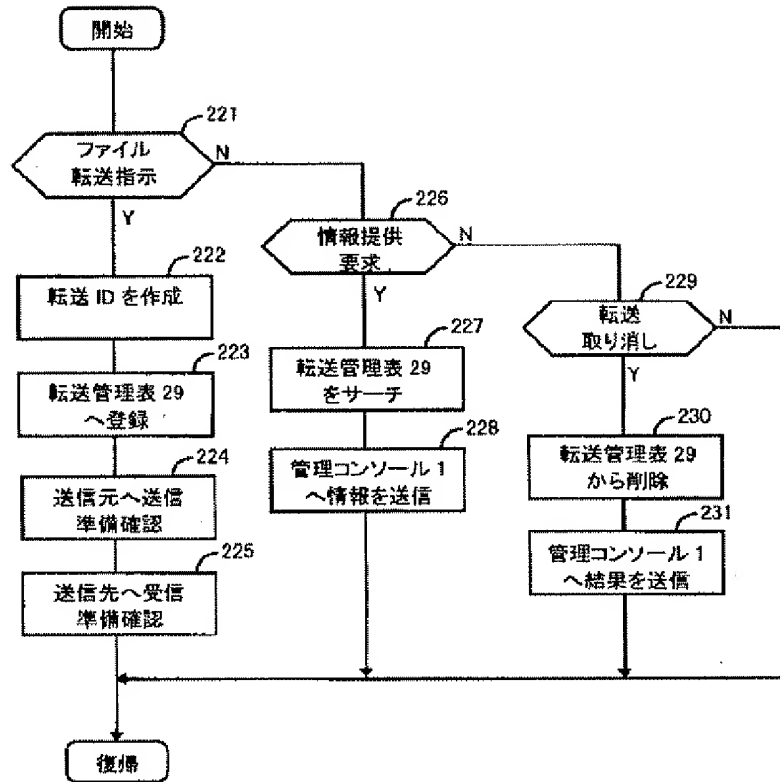 開始
221
ファイル
転送指示
N
Y
222
転送 ID を作成
223
転送管理表 29
へ登録
224
送信元へ送信
準備確認
225
送信先へ受信
準備確認
226
情報提供
要求
N
Y
227
転送管理表 29
をサーチ
228
管理コンソール 1
へ情報を送信
229
転送
取り消し
N
Y
230
転送管理表 29
から削除
231
管理コンソール 1
へ結果を送信
復帰